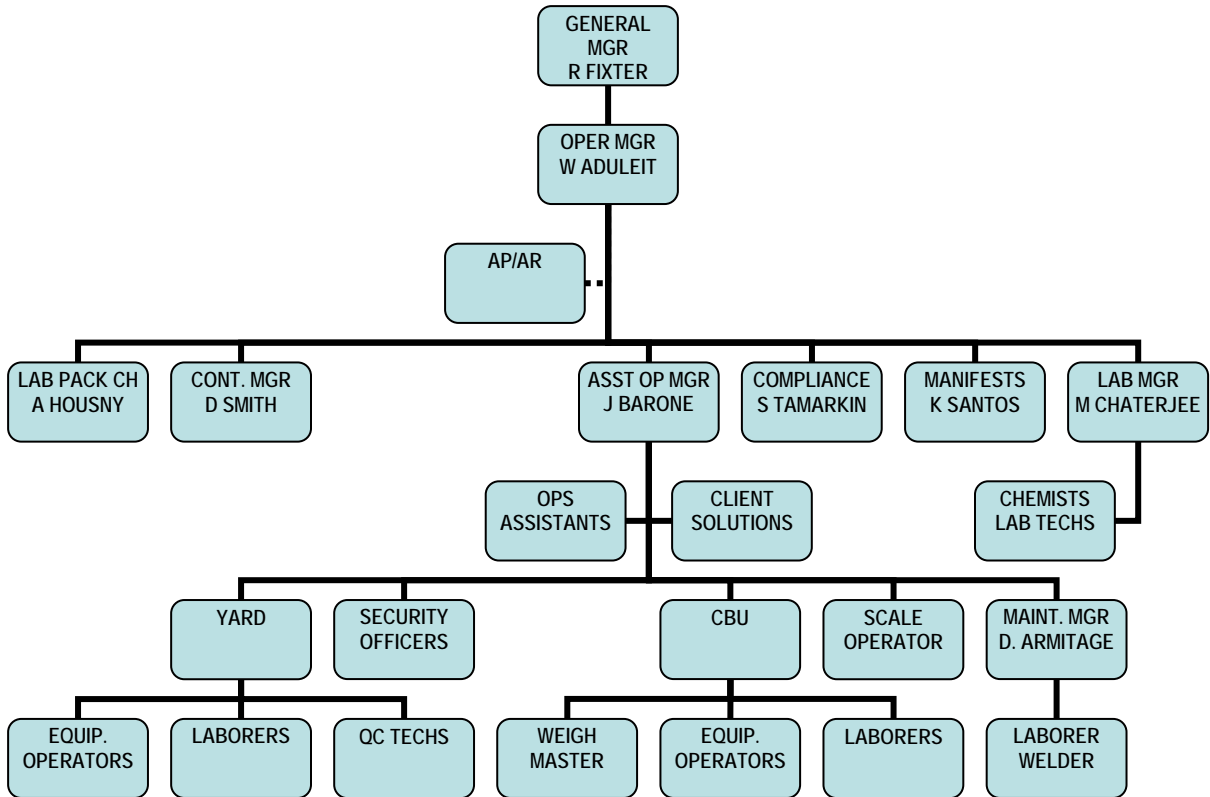 GENERAL
MGR
R FIXTER
OPER MGR
W ADULEIT
AP/AR
LAB PACK CH
A HOUSNY
CONT. MGR
D SMITH
ASST OP MGR
J BARONE
COMPLIANCE
S TAMARKIN
MANIFESTS
K SANTOS
LAB MGR
M CHATERJEE
OPS
ASSISTANTS
CLIENT
SOLUTIONS
CHEMISTS
LAB TECHS
YARD
SECURITY
OFFICERS
CBU
SCALE
OPERATOR
MAINT. MGR
D. ARMITAGE
EQUIP.
OPERATORS
LABORERS
QC TECHS
WEIGH
MASTER
EQUIP.
OPERATORS
LABORERS
LABORER
WELDER